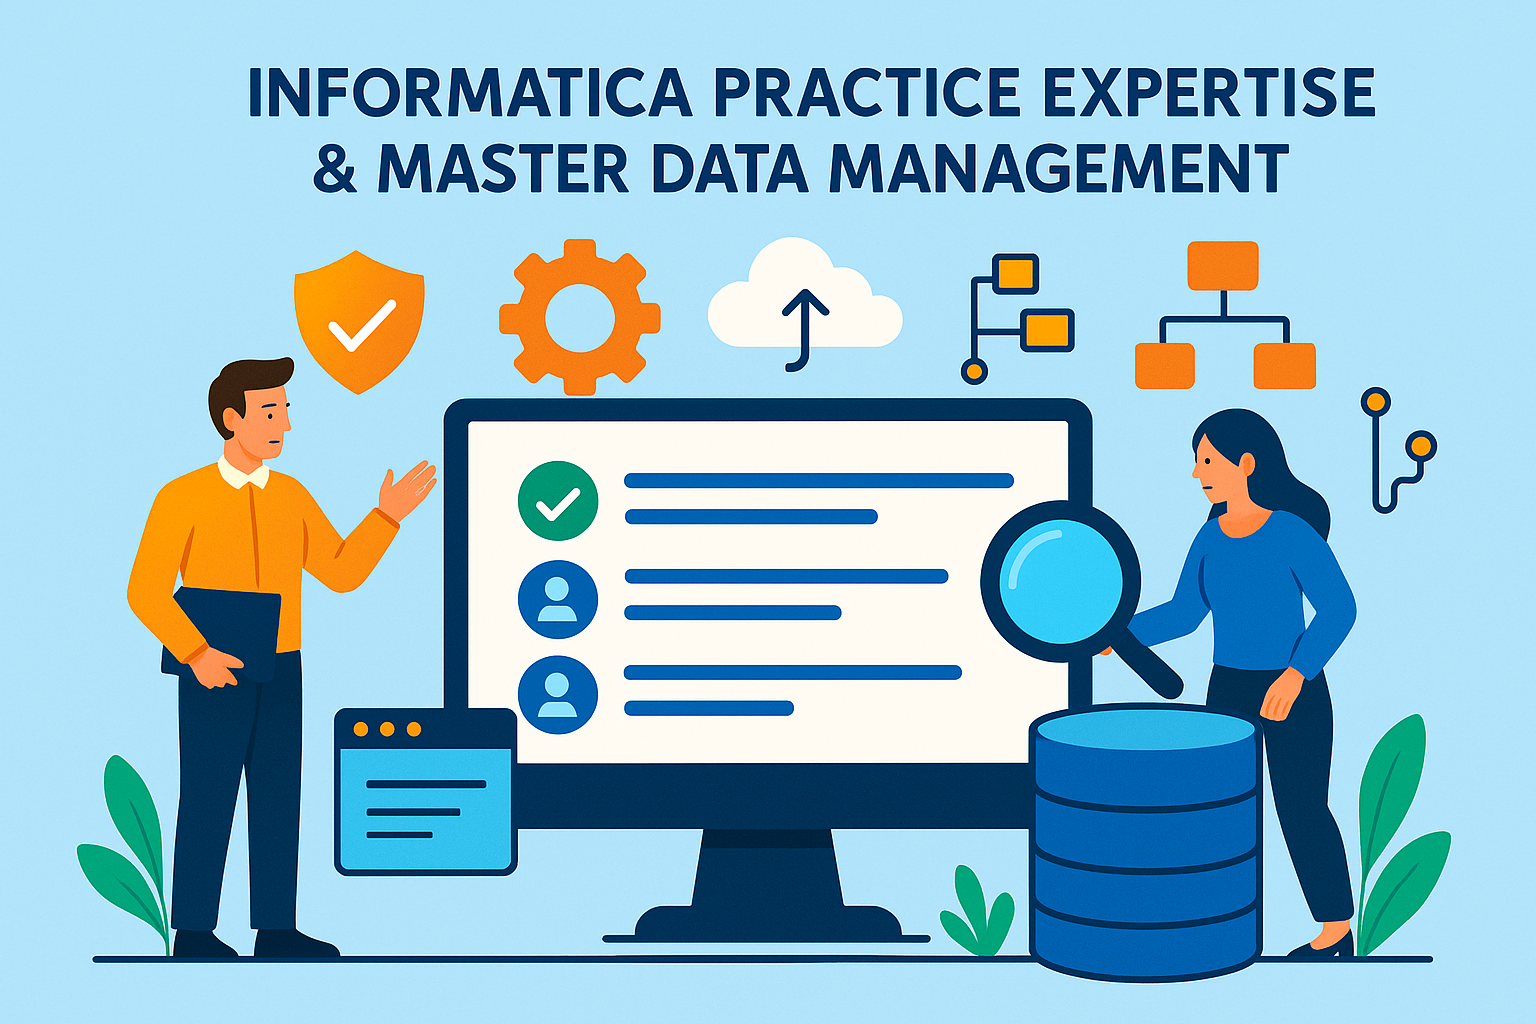 INFORMATICA PRACTICE EXPERTISE
& MASTER DATA MANAGEMENT